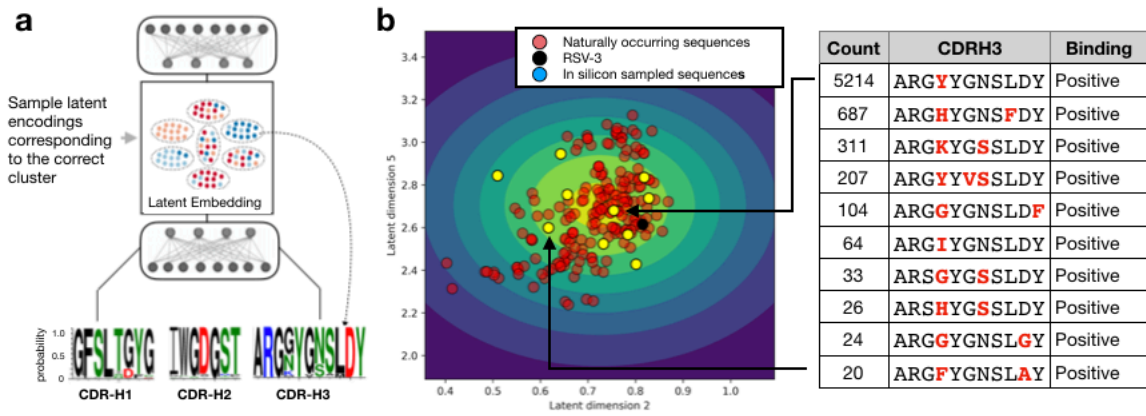 a
Sample latent
encodings
corresponding
to the correct
cluster
Latent Embedding
probability
1.0
0.5
0.0
GFSLTGYG
IWGDGST
ARGGYGNSLDY
CDR-H1
CDR-H2
CDR-H3
b
Naturally occurring sequences
RSV-3
In silicon sampled sequences
Latent dimension 5
3.4
3.2
3.0
2.8
2.6
2.4
2.2
2.0
0.4 0.5 0.6 0.7 0.8 0.9 1.0
Latent dimension 2
Count CDRH3 Binding
5214 ARGYYGNSLDY Positive
687 ARGHYGNSFDY Positive
311 ARGKYGSSLDY Positive
207 ARGYYVSSLDY Positive
104 ARGGYGNSLDF Positive
64 ARGIYGNSLDY Positive
33 ARSGYGSSLDY Positive
26 ARSHYGSSLDY Positive
24 ARGGYGNSLGY Positive
20 ARGFYGNSLAY Positive